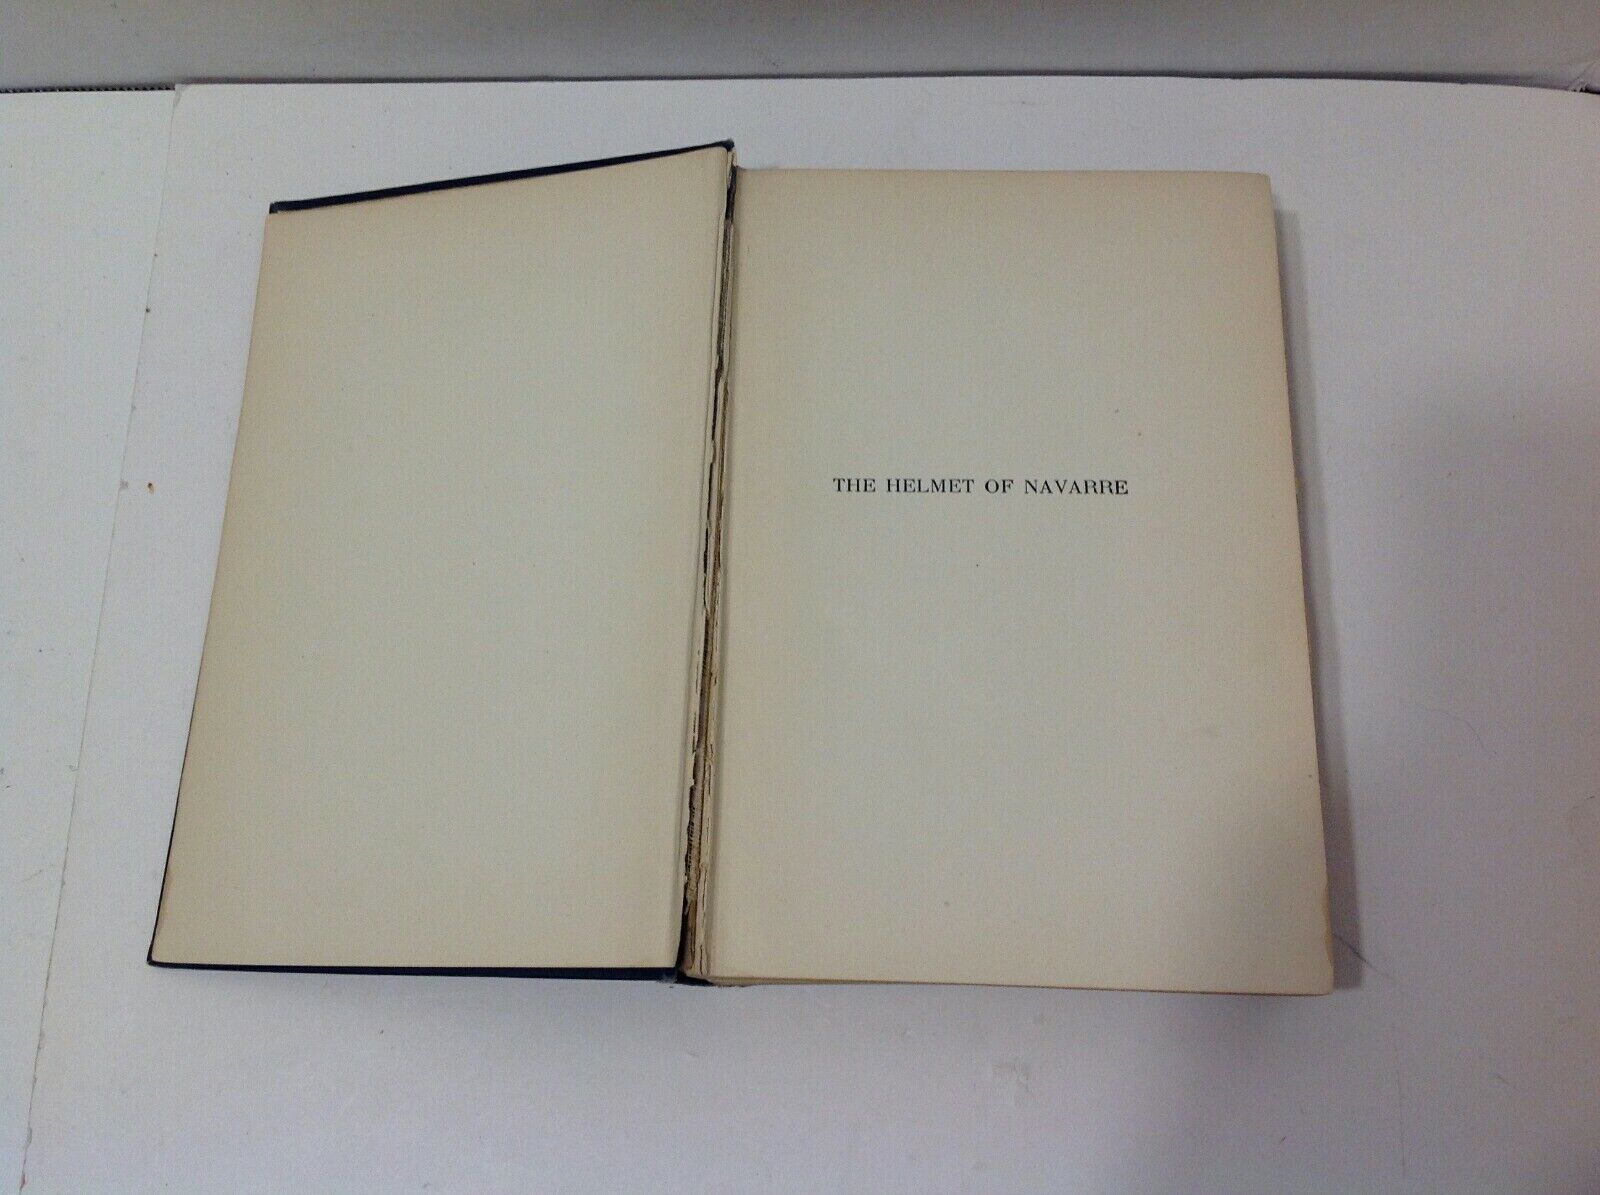 THE HELMET OF NAVARRE